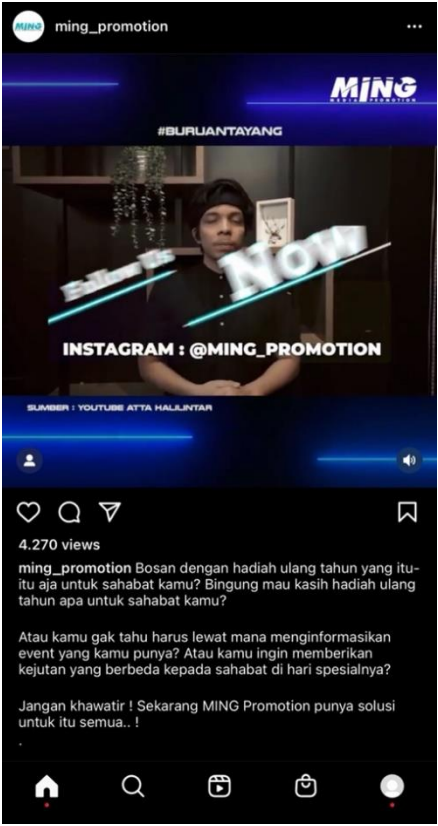 MING
ming_promotion
MING
MEDIA PROMOTION
#BURUANTAYANG
Follow Us
Now
INSTAGRAM : @MING_PROMOTION
SUMBER : YOUTUBE ATTA HALILINTAR
4.270 views
ming_promotion Bosan dengan hadiah ulang tahun yang itu-
itu aja untuk sahabat kamu? Bingung mau kasih hadiah ulang
tahun apa untuk sahabat kamu?
Atau kamu gak tahu harus lewat mana menginformasikan
event yang kamu punya? Atau kamu ingin memberikan
kejutan yang berbeda kepada sahabat di hari spesialnya?
Jangan khawatir ! Sekarang MING Promotion punya solusi
untuk itu semua.. !
.